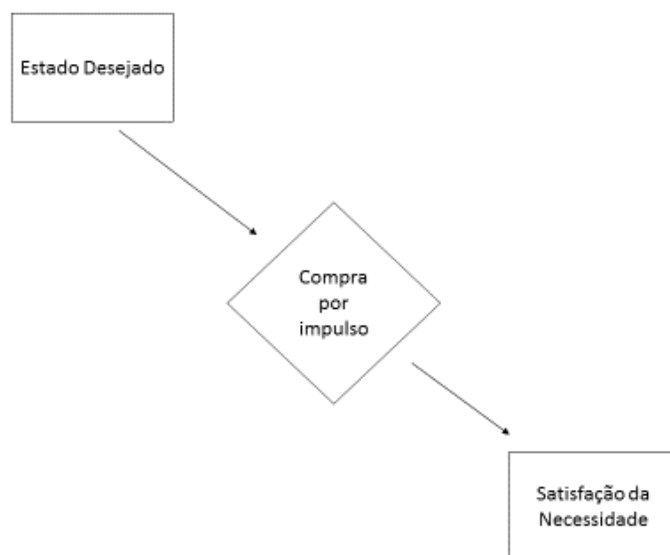 Estado Desejado
Compra
por
impulso
Satisfação da
Necessidade